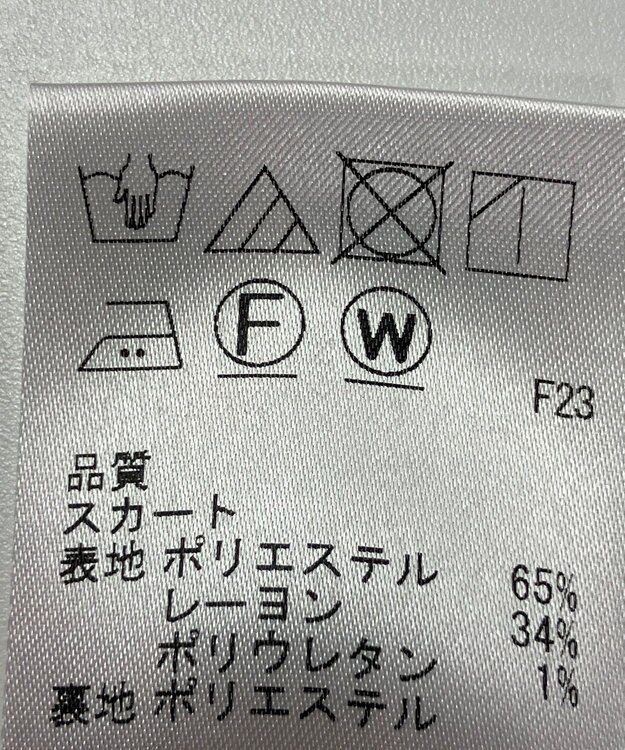 F W
F23
品質
スカート
表地 ポリエステル 65%
レーヨン 34%
ポリウレタン 1%
裏地 ポリエステル